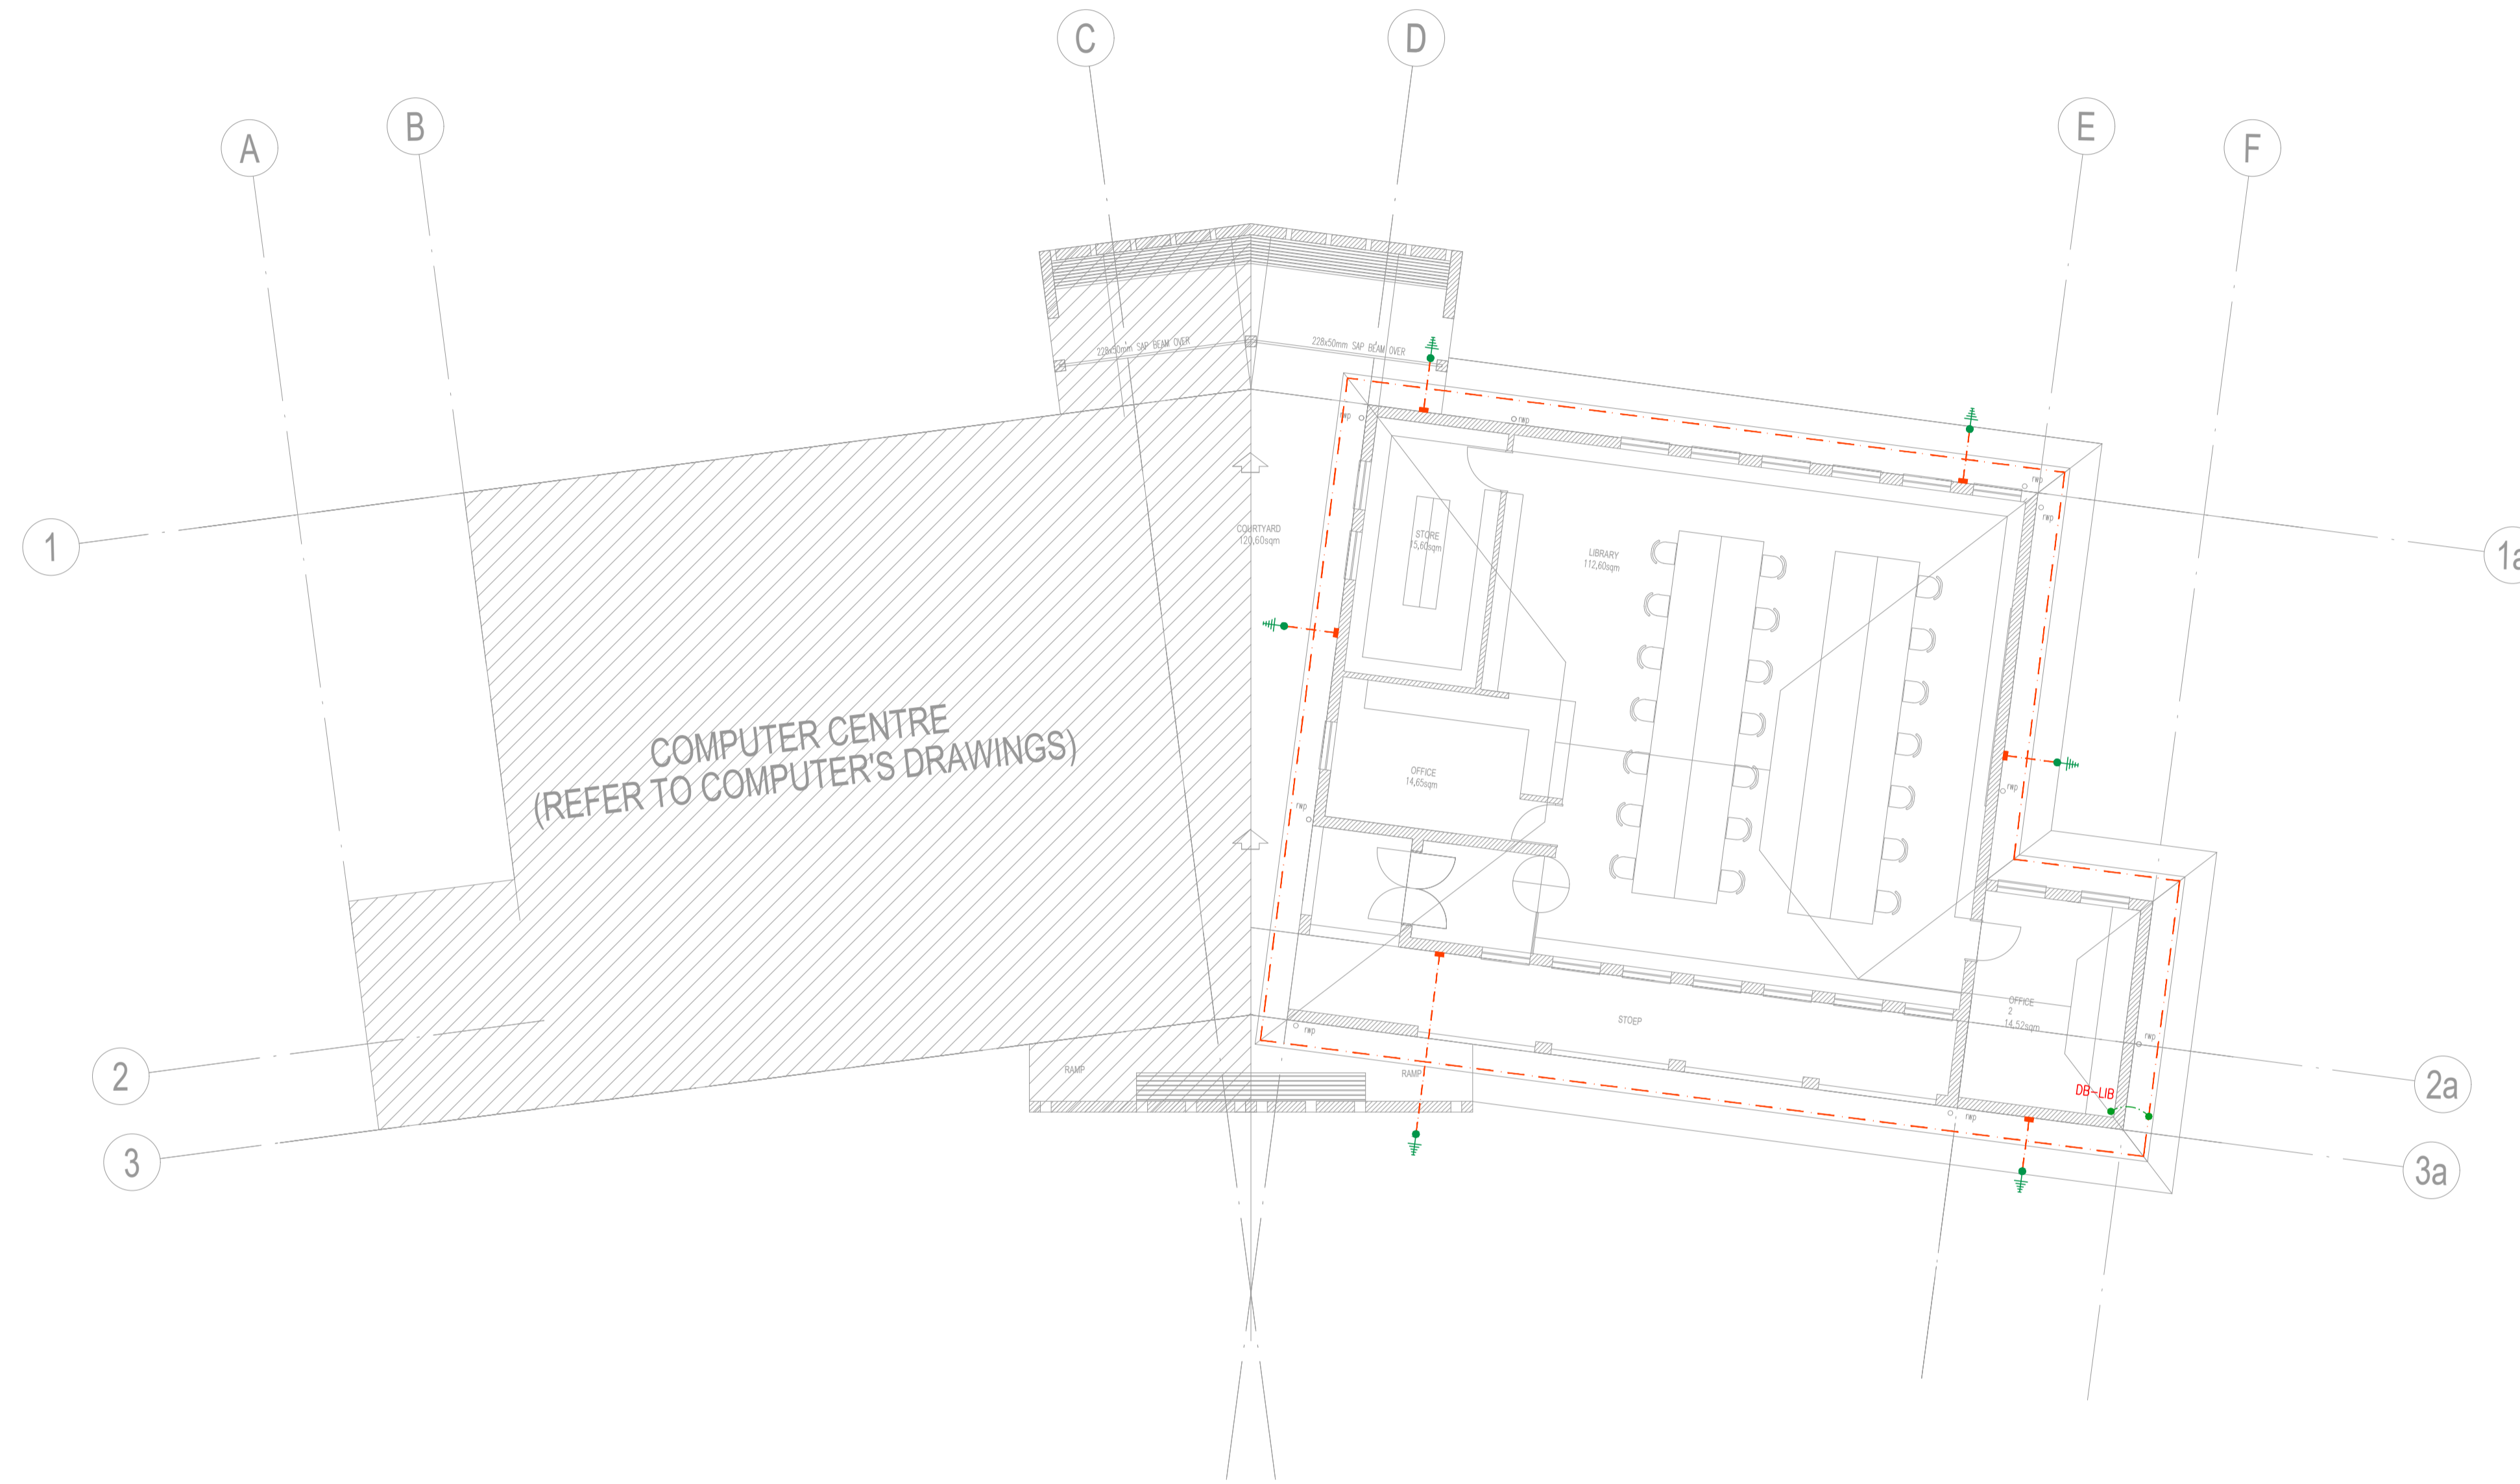 C
D
A
B
E
F
228x50mm SAP BEAM OVER
228x50mm SAP BEAM OVER
rwp
rwp
rwp
rwp
1
1a
COURTYARD
120,60sqm
STORE
15,60sqm
LIBRARY
112,60sqm
COMPUTER CENTRE
(REFER TO COMPUTER'S DRAWINGS)
OFFICE
14,65sqm
rwp
rwp
OFFICE
2
14,52sqm
STOEP
rwp
rwp
RAMP
RAMP
2
2a
DB-LIB
rwp
3
3a